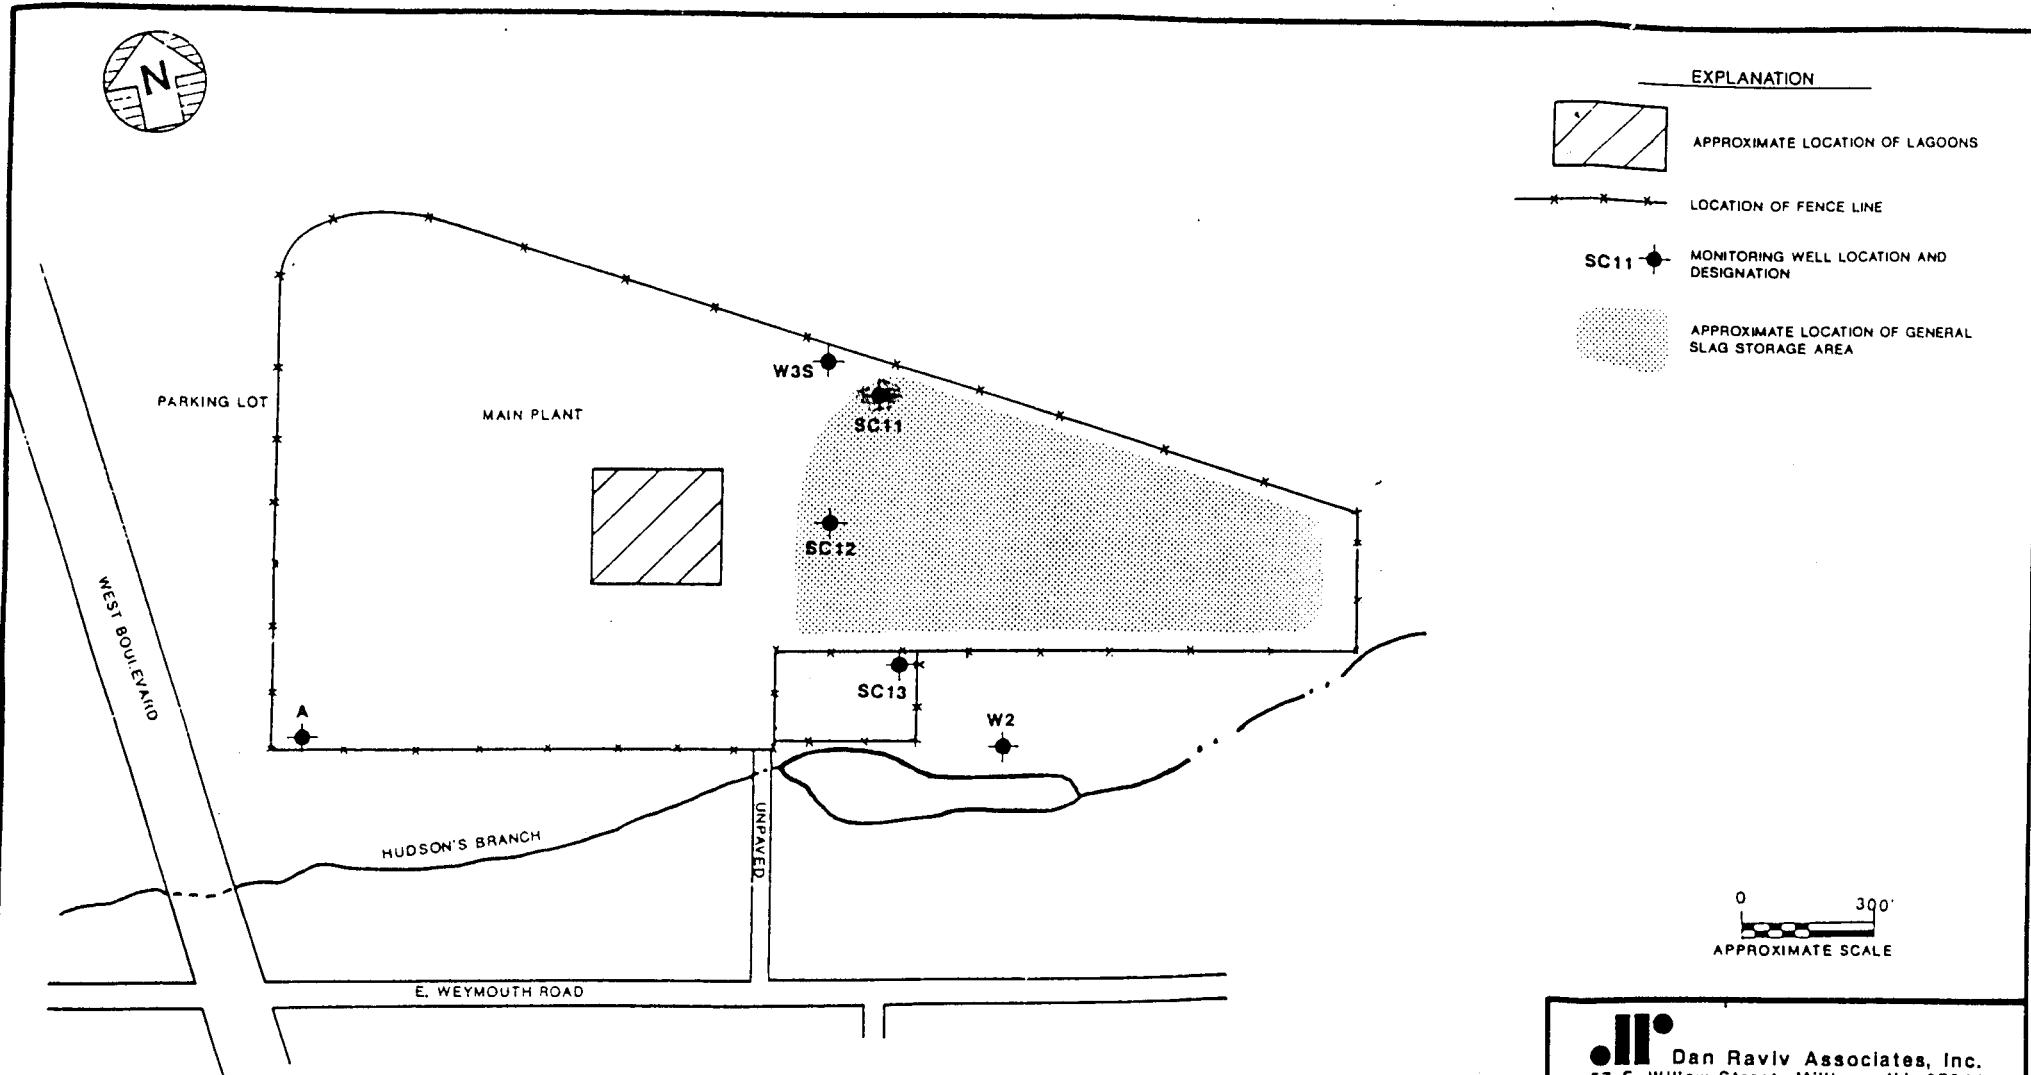 N
EXPLANATION
APPROXIMATE LOCATION OF LAGOONS
LOCATION OF FENCE LINE
SC11
MONITORING WELL LOCATION AND
DESIGNATION
APPROXIMATE LOCATION OF GENERAL
SLAG STORAGE AREA
W3S
SC11
PARKING LOT
MAIN PLANT
SC12
WEST BOULEVARD
SC13
A
W2
UNPAVED
HUDSON'S BRANCH
E. WEYMOUTH ROAD
0 300'
APPROXIMATE SCALE
Dan Raviv Associates, Inc.